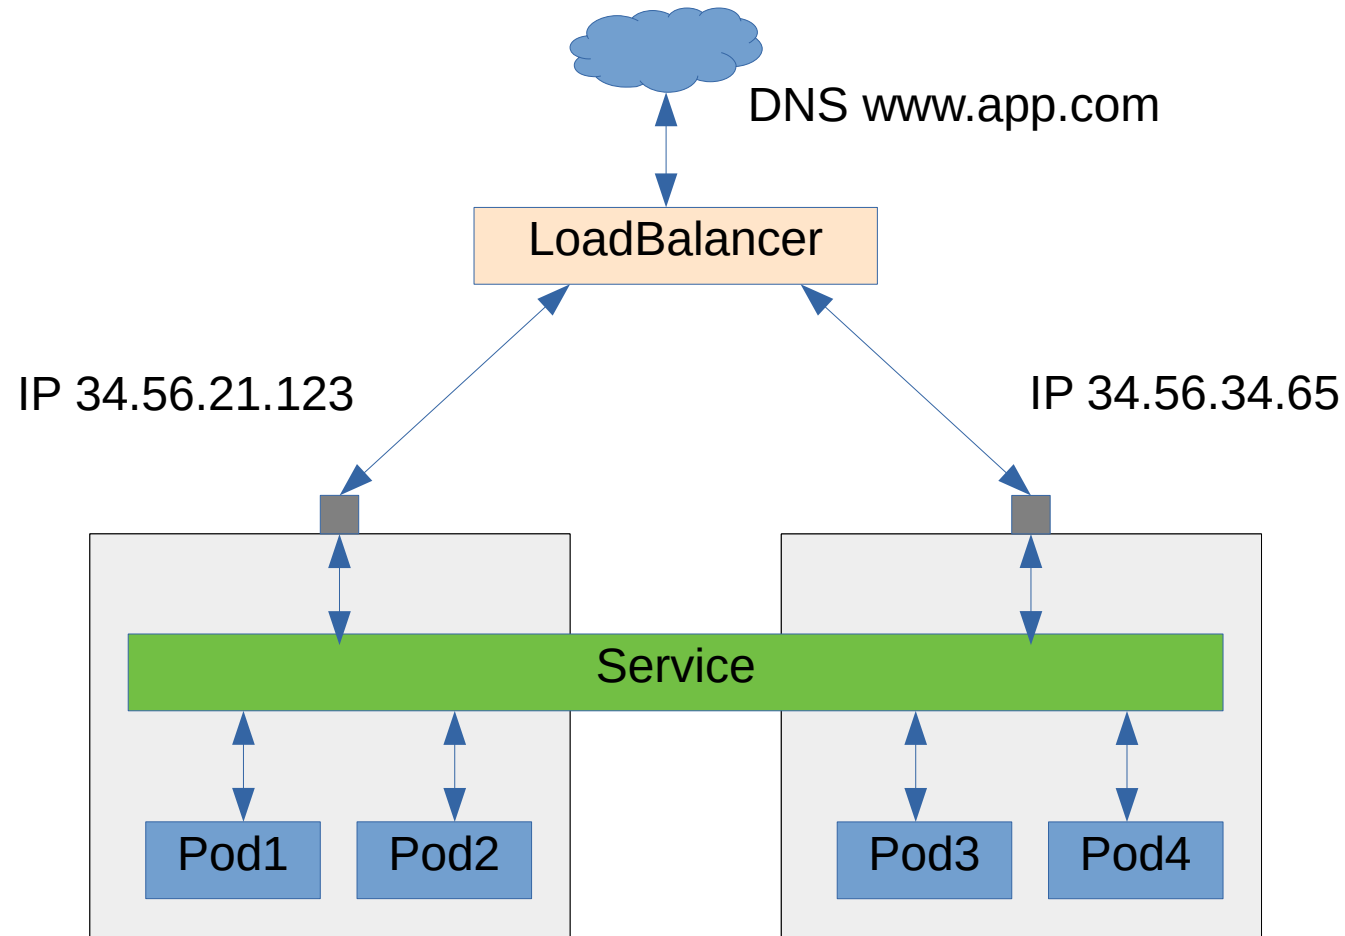 DNS www.app.com
LoadBalancer
IP 34.56.21.123
IP 34.56.34.65
Service
Pod1
Pod2
Pod3
Pod4